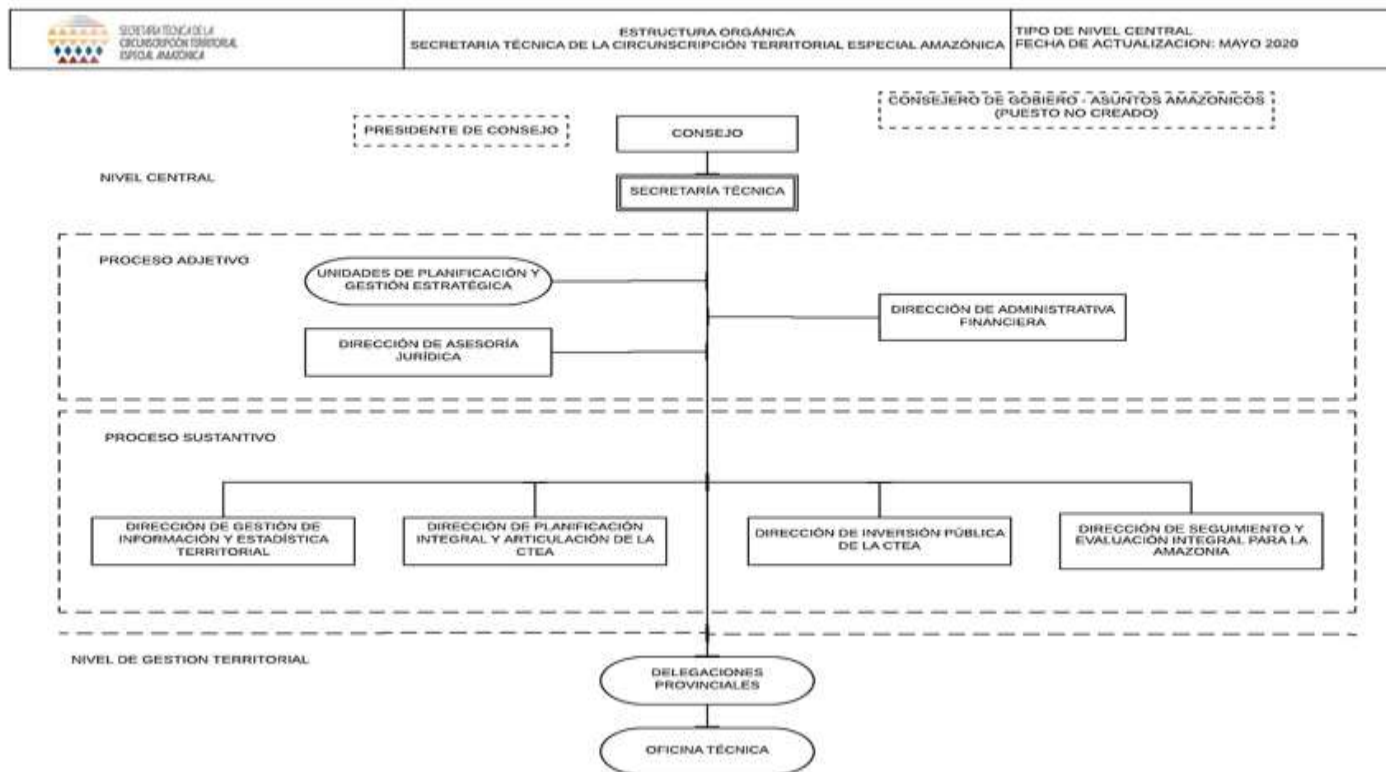 SECRETARÍA TÉCNICA DE LA
CIRCUNSCRIPCIÓN TERRITORIAL
ESPECIAL AMAZÓNICA
ESTRUCTURA ORGÁNICA
SECRETARIA TÉCNICA DE LA CIRCUNSCRIPCIÓN TERRITORIAL ESPECIAL AMAZÓNICA
TIPO DE NIVEL CENTRAL
FECHA DE ACTUALIZACION: MAYO 2020
CONSEJERO DE GOBIERO - ASUNTOS AMAZONICOS
(PUESTO NO CREADO)
PRESIDENTE DE CONSEJO
CONSEJO
NIVEL CENTRAL
SECRETARÍA TÉCNICA
PROCESO ADJETIVO
UNIDADES DE PLANIFICACIÓN Y
GESTIÓN ESTRATÉGICA
DIRECCIÓN DE ADMINISTRATIVA
FINANCIERA
DIRECCIÓN DE ASESORÍA
JURÍDICA
PROCESO SUSTANTIVO
DIRECCIÓN DE GESTIÓN DE
INFORMACIÓN Y ESTADÍSTICA
TERRITORIAL
DIRECCIÓN DE PLANIFICACIÓN
INTEGRAL Y ARTICULACIÓN DE LA
CTEA
DIRECCIÓN DE INVERSIÓN PÚBLICA
DE LA CTEA
DIRECCIÓN DE SEGUIMIENTO Y
EVALUACIÓN INTEGRAL PARA LA
AMAZONIA
NIVEL DE GESTION TERRITORIAL
DELEGACIONES
PROVINCIALES
OFICINA TÉCNICA